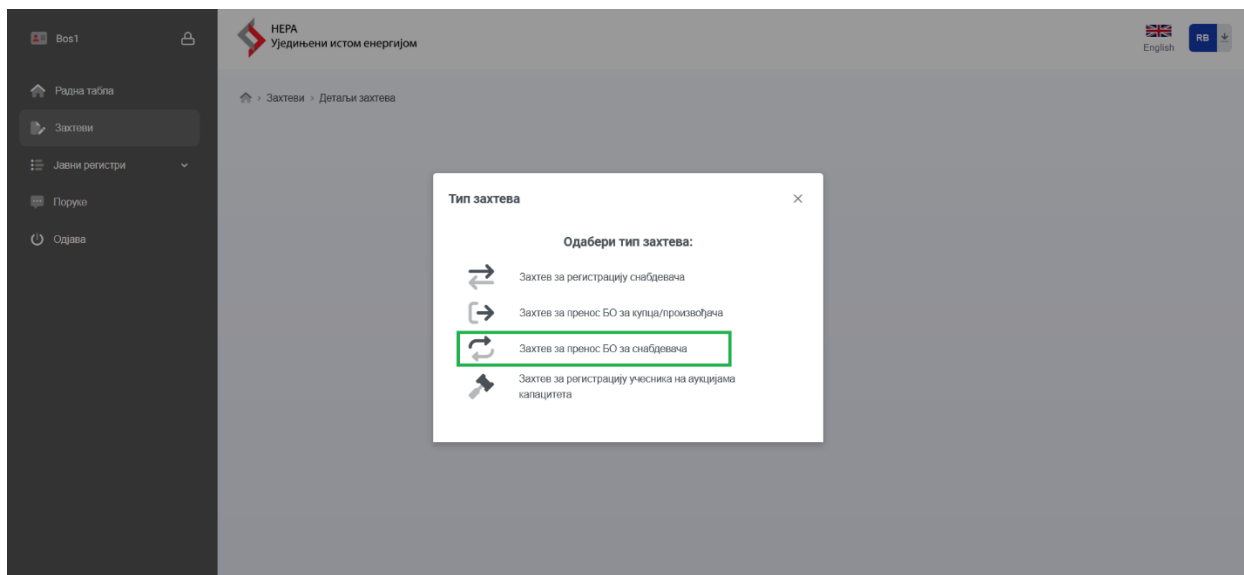 Bos1
НЕРА
Уједињени истом енергијом
English
RB
Радна табла
Захтеви > Детаљи захтева
Захтеви
Јавни регистри
Поруке
Одјава
Тип захтева
Одабери тип захтева:
Захтев за регистрацију снабдевача
Захтев за пренос БО за купца/произвођача
Захтев за пренос БО за снабдевача
Захтев за регистрацију учесника на аукцијама
капацитета